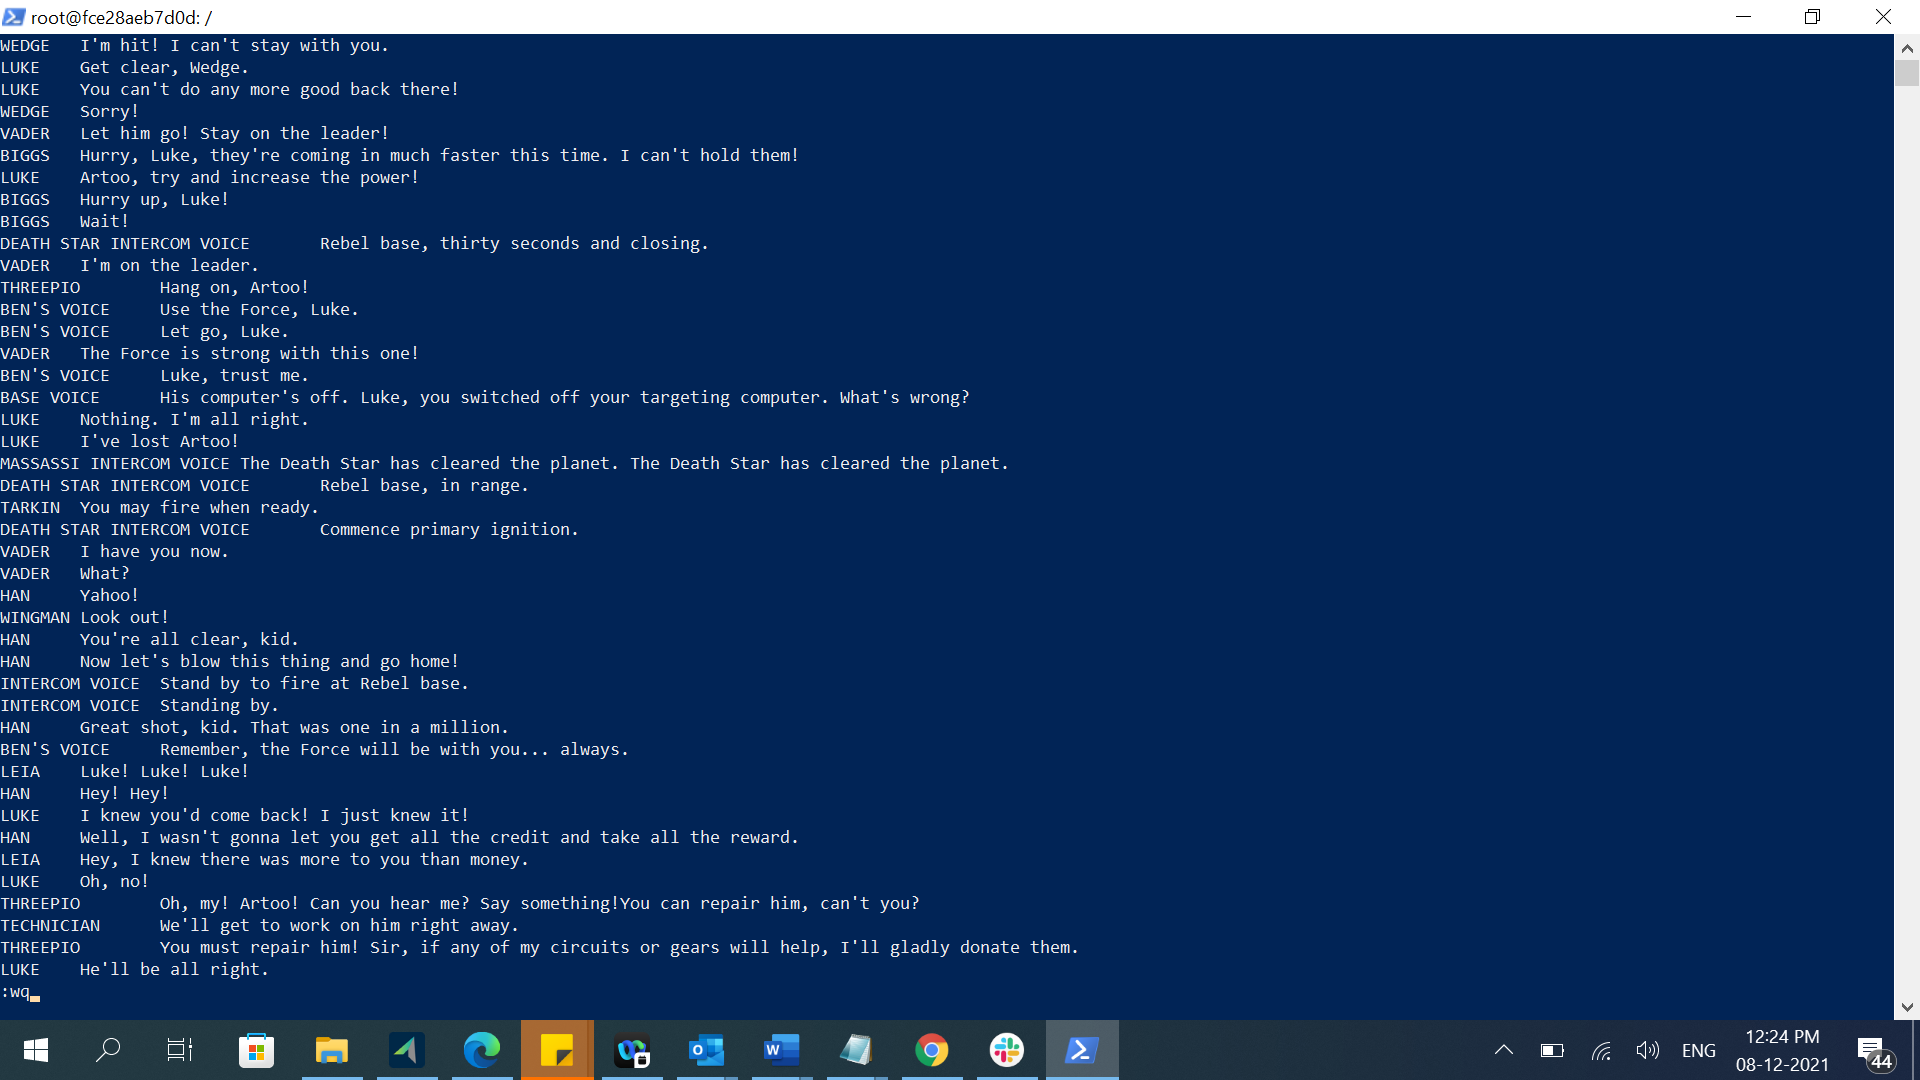 root@fce28aeb7d0d: /
WEDGE   I'm hit! I can't stay with you.
LUKE    Get clear, Wedge.
LUKE    You can't do any more good back there!
WEDGE   Sorry!
VADER   Let him go! Stay on the leader!
BIGGS   Hurry, Luke, they're coming in much faster this time. I can't hold them!
LUKE    Artoo, try and increase the power!
BIGGS   Hurry up, Luke!
BIGGS   Wait!
DEATH STAR INTERCOM VOICE       Rebel base, thirty seconds and closing.
VADER   I'm on the leader.
THREEPIO        Hang on, Artoo!
BEN'S VOICE     Use the Force, Luke.
BEN'S VOICE     Let go, Luke.
VADER   The Force is strong with this one!
BEN'S VOICE     Luke, trust me.
BASE VOICE      His computer's off. Luke, you switched off your targeting computer. What's wrong?
LUKE    Nothing. I'm all right.
LUKE    I've lost Artoo!
MASSASSI INTERCOM VOICE The Death Star has cleared the planet. The Death Star has cleared the planet.
DEATH STAR INTERCOM VOICE       Rebel base, in range.
TARKIN  You may fire when ready.
DEATH STAR INTERCOM VOICE       Commence primary ignition.
VADER   I have you now.
VADER   What?
HAN     Yahoo!
WINGMAN Look out!
HAN     You're all clear, kid.
HAN     Now let's blow this thing and go home!
INTERCOM VOICE  Stand by to fire at Rebel base.
INTERCOM VOICE  Standing by.
HAN     Great shot, kid. That was one in a million.
BEN'S VOICE     Remember, the Force will be with you... always.
LEIA    Luke! Luke! Luke!
HAN     Hey! Hey!
LUKE    I knew you'd come back! I just knew it!
HAN     Well, I wasn't gonna let you get all the credit and take all the reward.
LEIA    Hey, I knew there was more to you than money.
LUKE    Oh, no!
THREEPIO        Oh, my! Artoo! Can you hear me? Say something!You can repair him, can't you?
TECHNICIAN      We'll get to work on him right away.
THREEPIO        You must repair him! Sir, if any of my circuits or gears will help, I'll gladly donate them.
LUKE    He'll be all right.
:wq
ENG
12:24 PM
08-12-2021
44